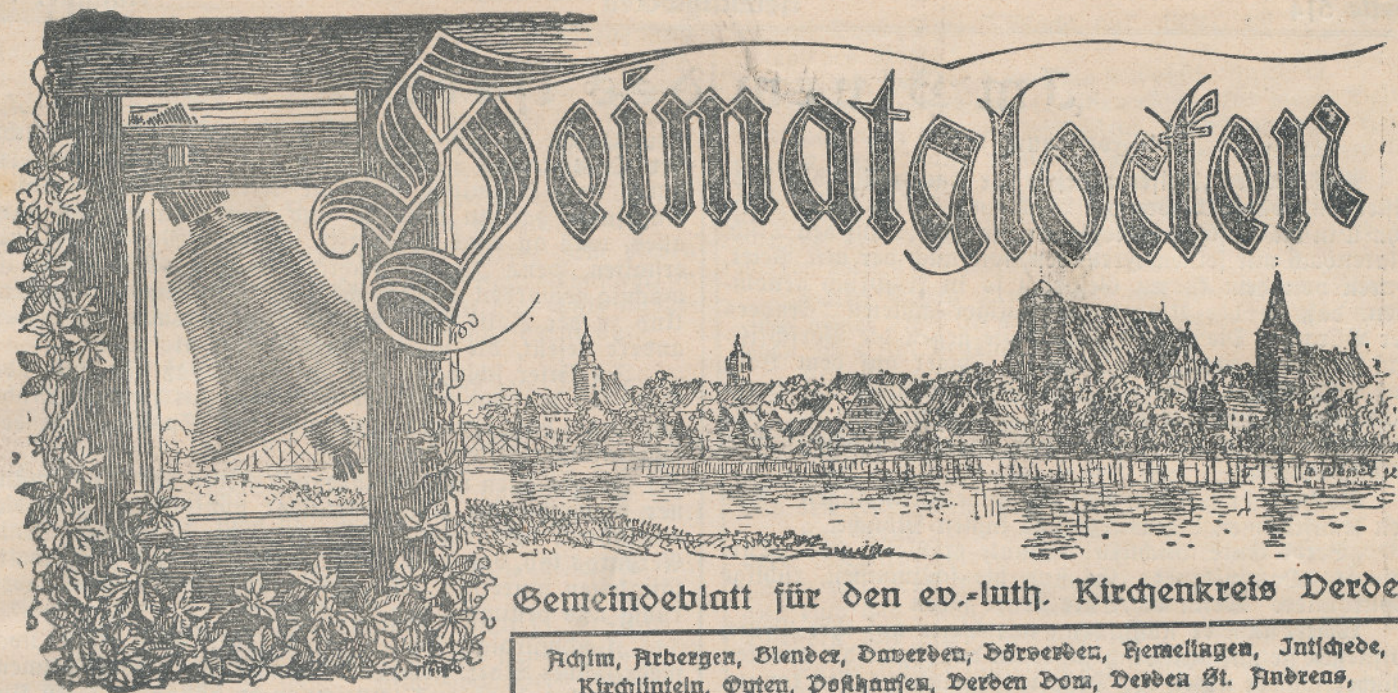 Heimatglocken
Gemeindeblatt für den ev.-luth. Kirchenkreis Verde
Achim, Arbergen, Blender, Daverden, Dörverden, Hemelingen, Intschede,
Kirchlinteln, Oyten, Posthausen, Verden Dom, Verden St. Andreas,